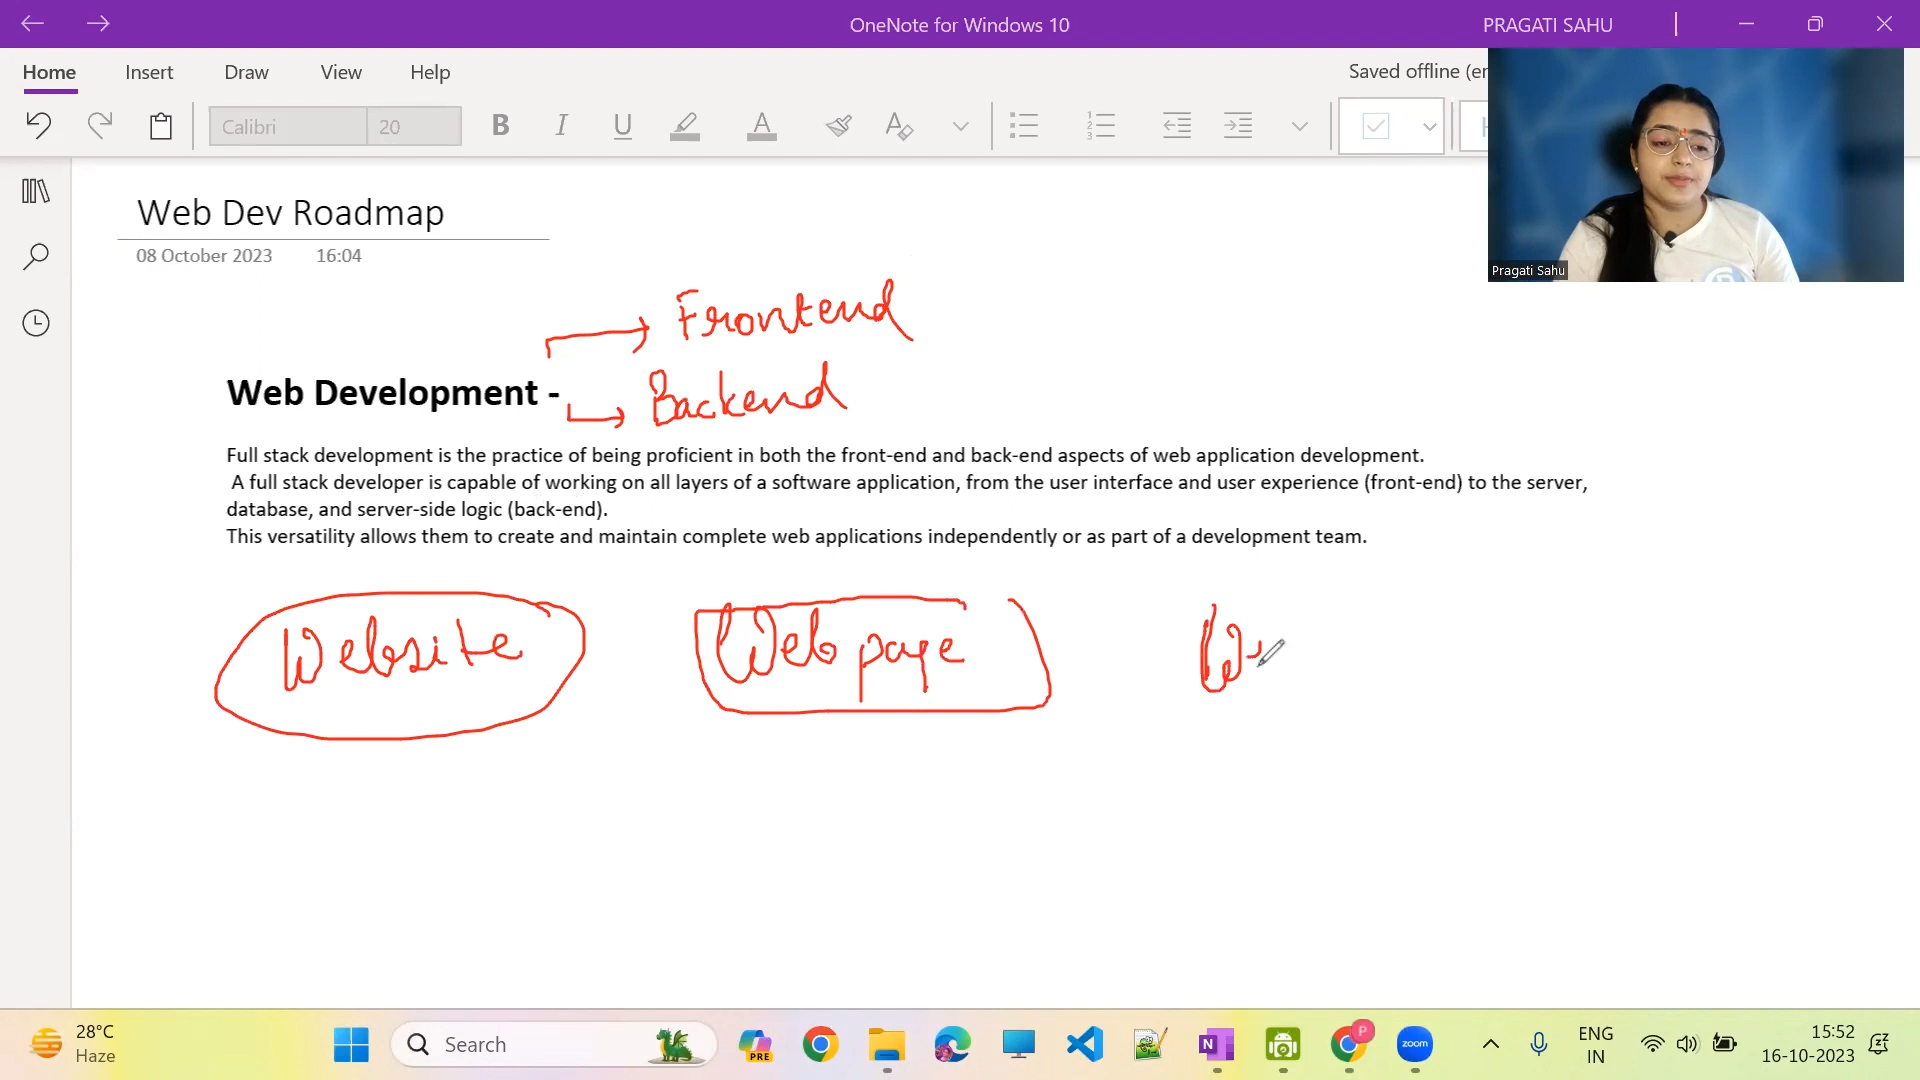 OneNote for Windows 10
PRAGATI SAHU
Home Insert Draw View Help
Saved offline (er
Calibri 20 B I U A A
Pragati Sahu
Web Dev Roadmap
08 October 2023 16:04
Frontend
Web Development -
Backend
Full stack development is the practice of being proficient in both the front-end and back-end aspects of web application development.
A full stack developer is capable of working on all layers of a software application, from the user interface and user experience (front-end) to the server,
database, and server-side logic (back-end).
This versatility allows them to create and maintain complete web applications independently or as part of a development team.
Website Web page W
28°C
Haze
Search
PRE
N
P
zoom
ENG
IN
15:52
16-10-2023